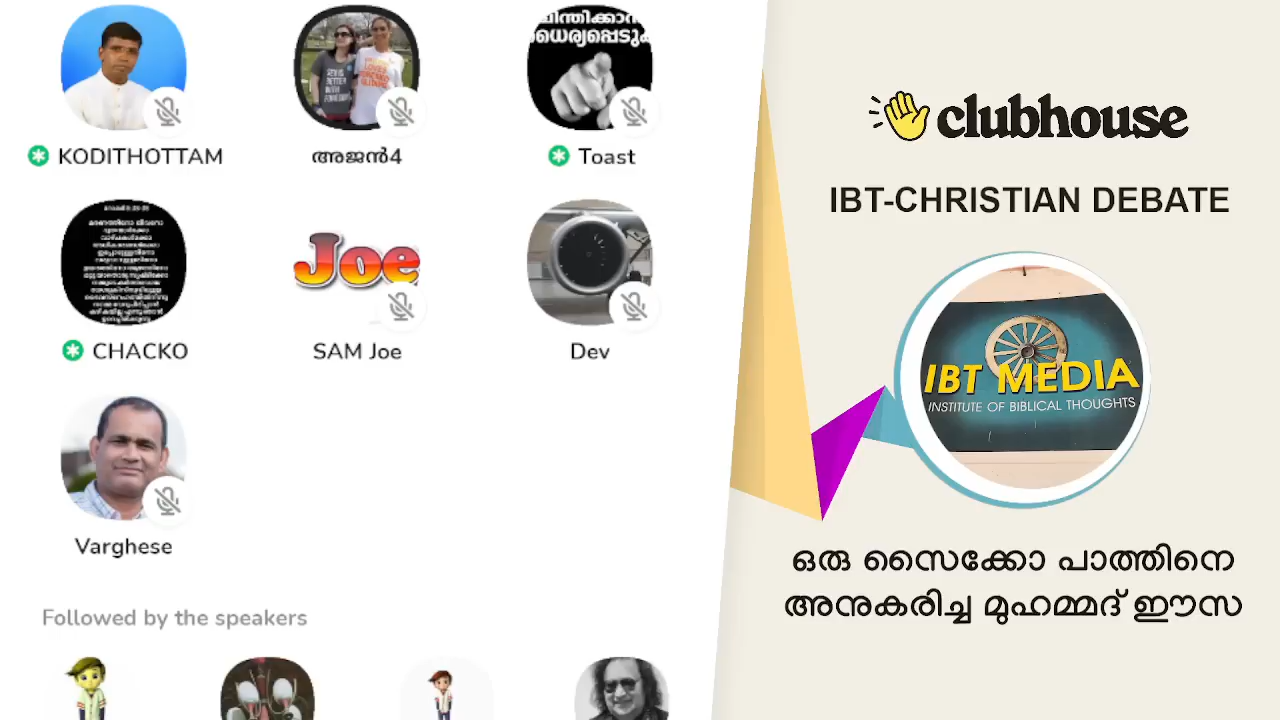 ചിന്തിക്കാൻ
ധൈര്യപ്പെടുക
KODITHOTTAM
അജൻ4
Toast
Joe
CHACKO
SAM Joe
Dev
Varghese
Followed by the speakers
clubhouse
IBT-CHRISTIAN DEBATE
IBT MEDIA
INSTITUTE OF BIBLICAL THOUGHTS
ഒരു സൈക്കോ പാത്തിനെ
അനുകരിച്ച മുഹമ്മദ് ഈസ